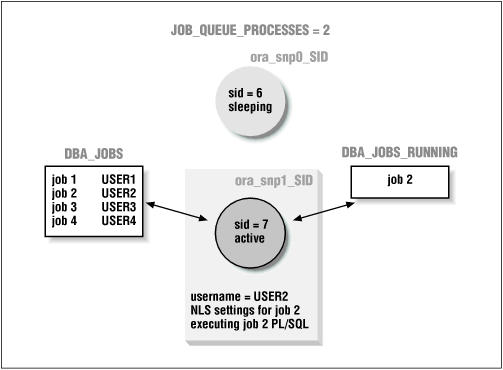 JOB_QUEUE_PROCESSES = 2
ora_snp0_SID
sid = 6
sleeping
DBA_JOBS
job 1 USER1
job 2 USER2
job 3 USER3
job 4 USER4
ora_snp1_SID
sid = 7
active
username = USER2
NLS settings for job 2
executing job 2 PL/SQL
DBA_JOBS_RUNNING
job 2